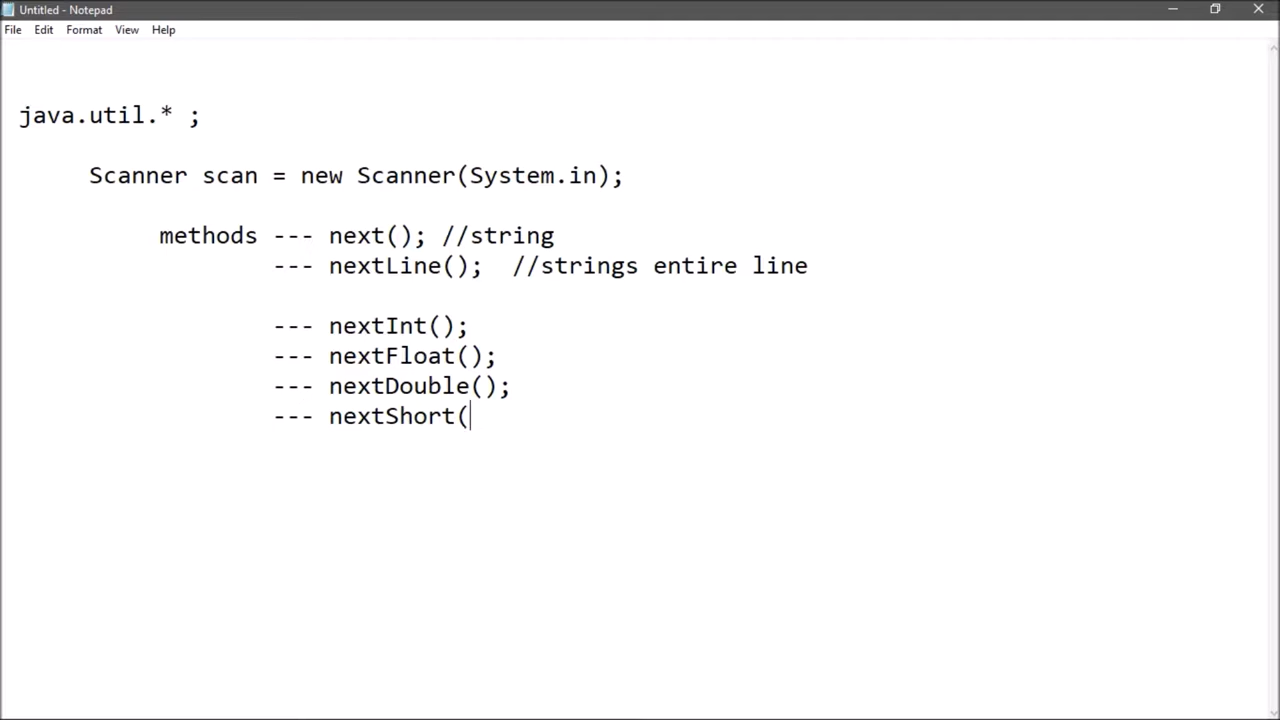 Untitled - Notepad
File Edit Format View Help
java.util.* ;
Scanner scan = new Scanner(System.in);
methods --- next(); //string
--- nextLine(); //strings entire line
--- nextInt();
--- nextFloat();
--- nextDouble();
--- nextShort(